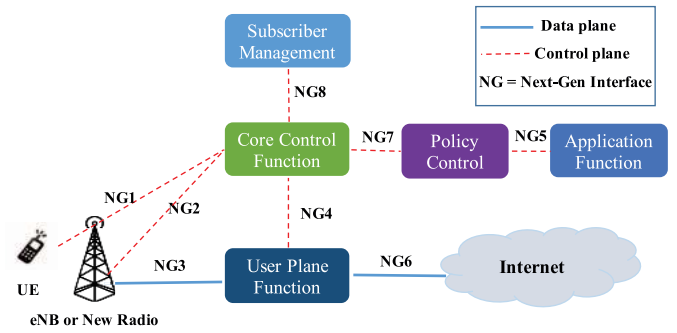 Data plane
Control plane
NG = Next-Gen Interface
Subscriber
Management
NG8
Core Control
Function
NG7
Policy
Control
NG5
Application
Function
NG1
NG2
NG4
NG3
User Plane
Function
NG6
Internet
UE
eNB or New Radio